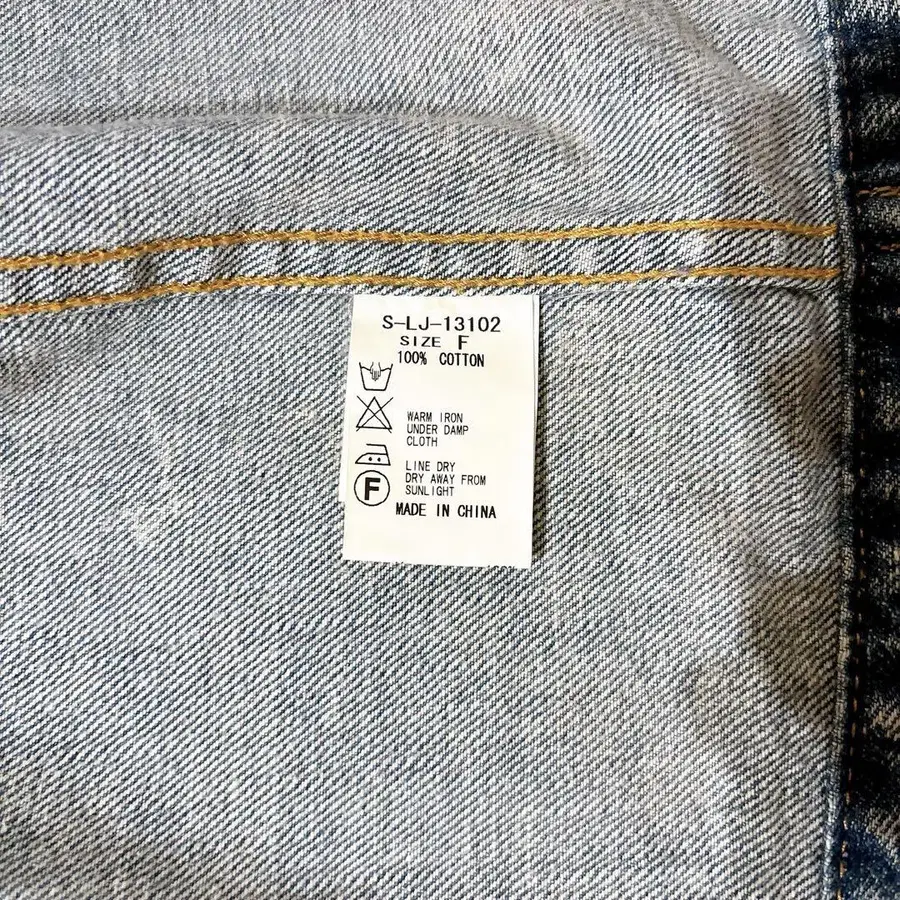 S-LJ-13102
SIZE F
100% COTTON
WARM IRON
UNDER DAMP
CLOTH
LINE DRY
DRY AWAY FROM
SUNLIGHT
F
MADE IN CHINA